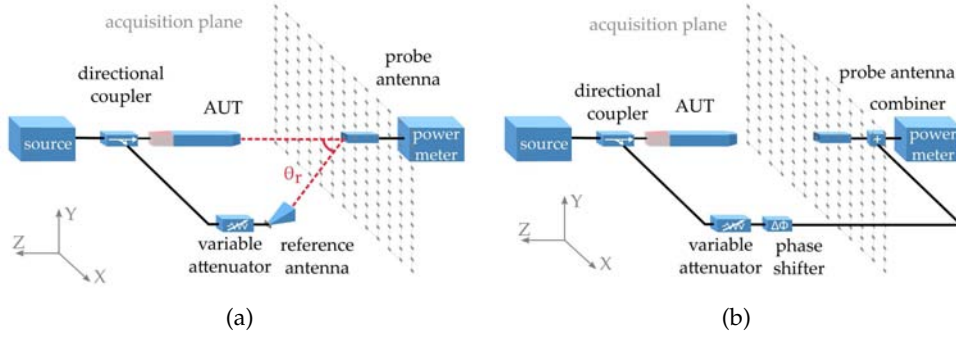 acquisition plane
probe
antenna
directional
coupler
AUT
source
power
meter
θr
Y
Z
X
variable
attenuator
reference
antenna
(a)
acquisition plane
probe antenna
directional
coupler
AUT
combiner
source
+
power
meter
ΔΦ
Y
Z
X
variable
attenuator
phase
shifter
(b)